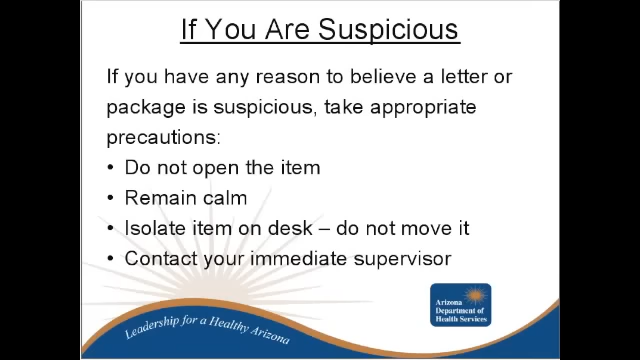 If You Are Suspicious
If you have any reason to believe a letter or
package is suspicious, take appropriate
precautions:
• Do not open the item
• Remain calm
• Isolate item on desk – do not move it
• Contact your immediate supervisor
Arizona
Department of
Health Services
Leadership for a Healthy Arizona